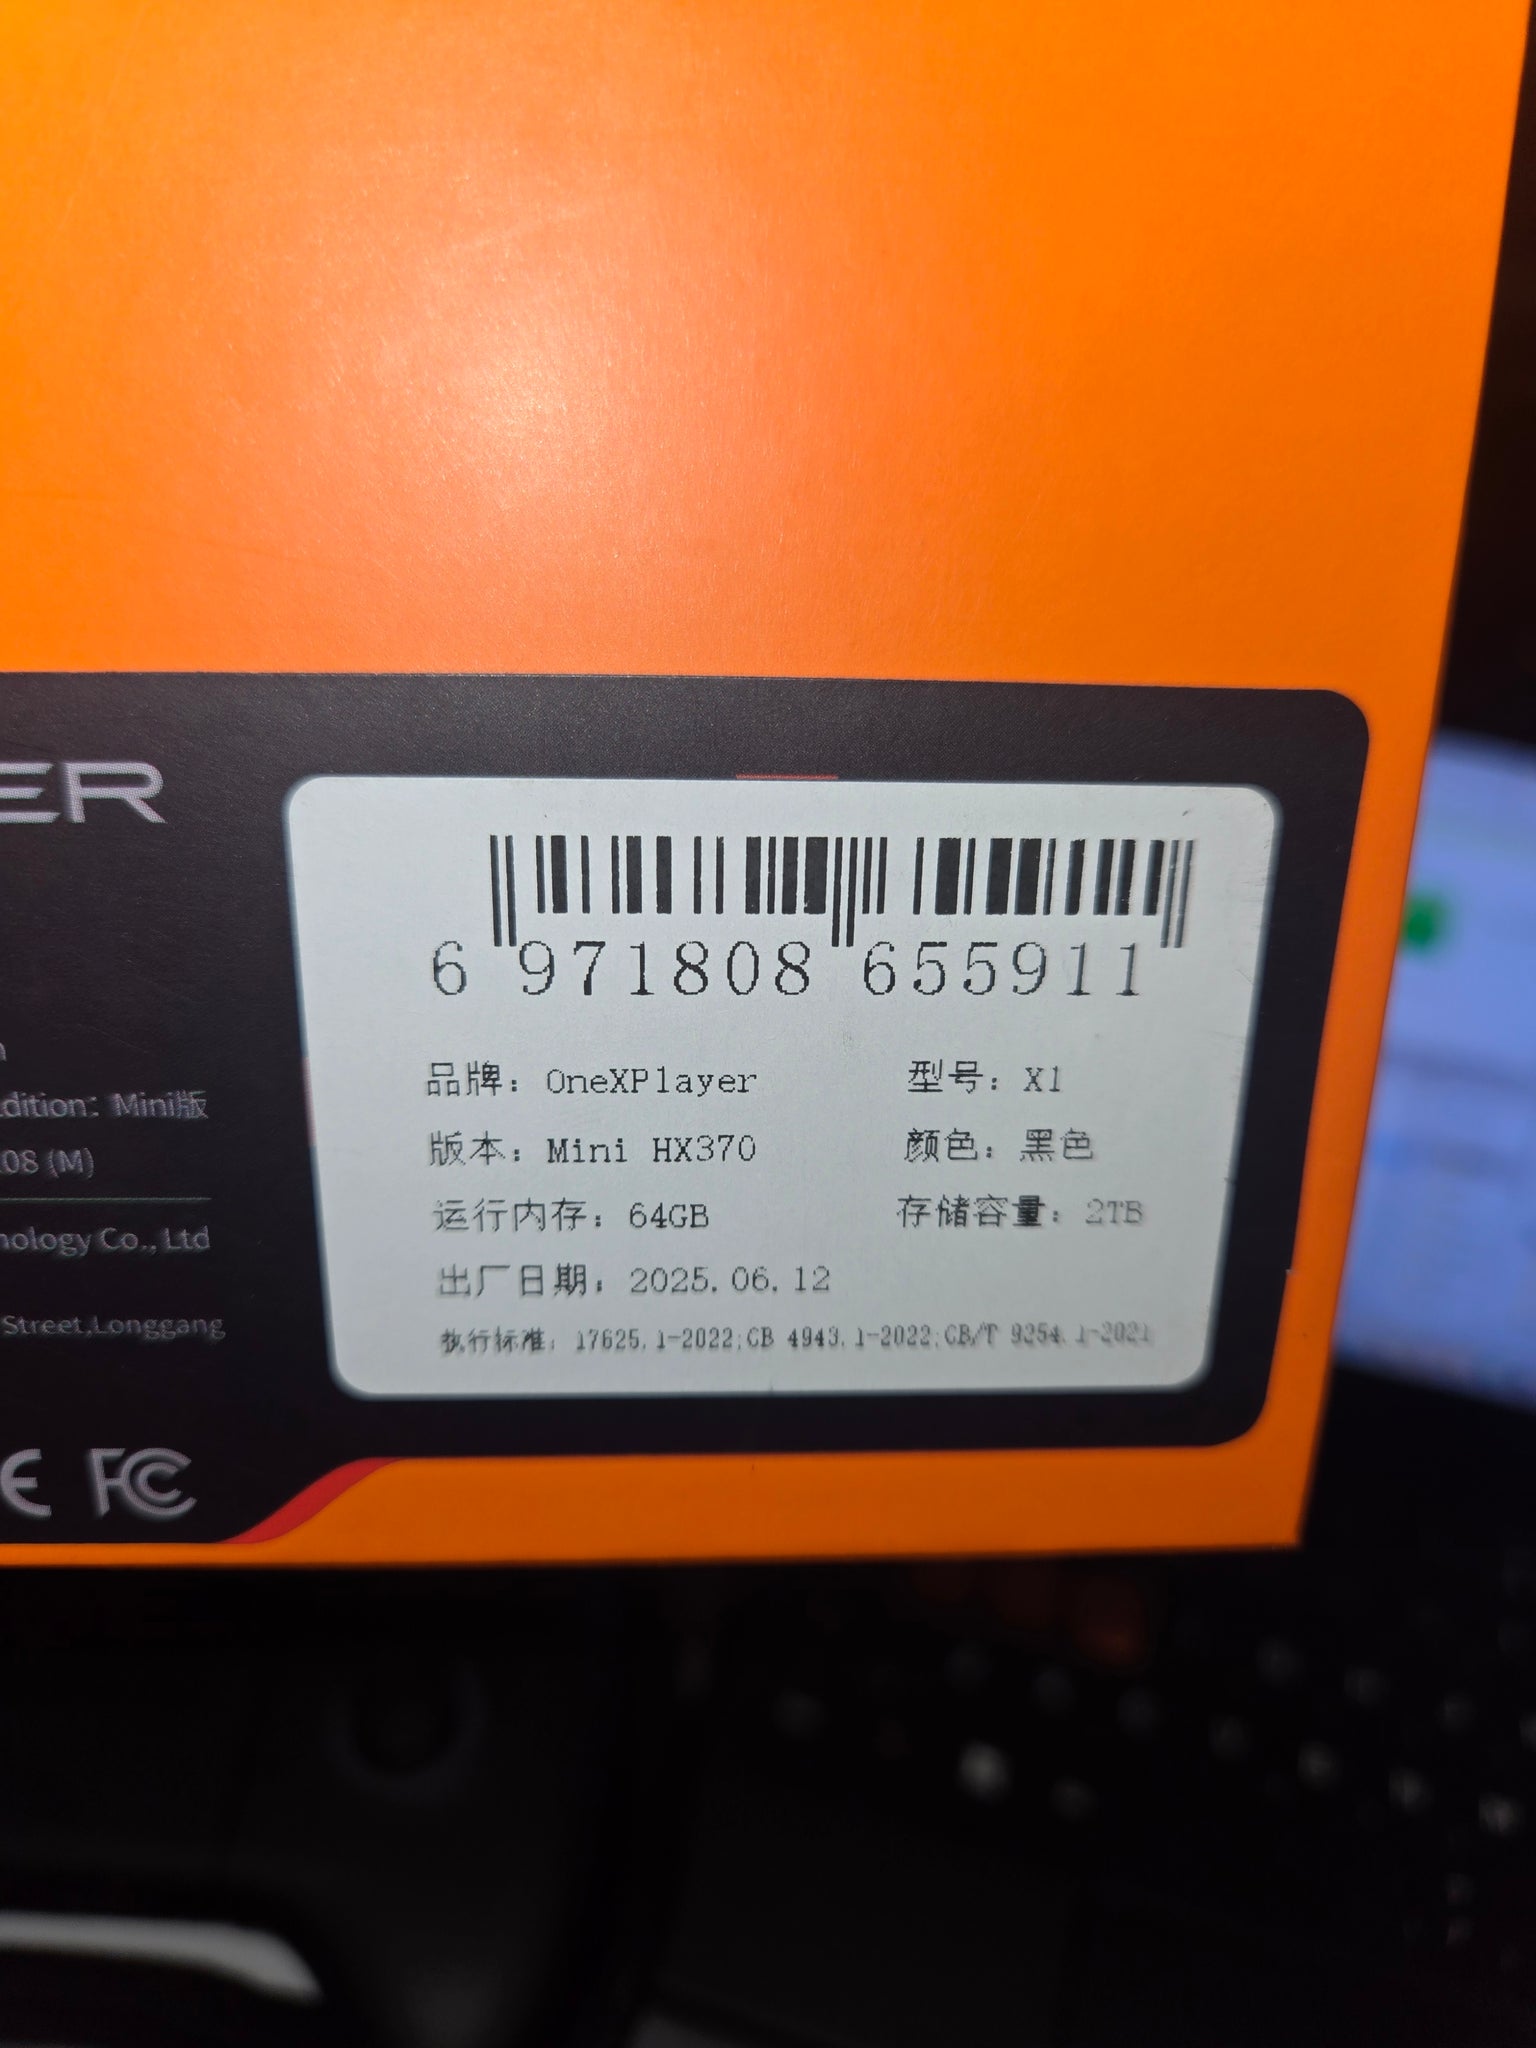 ER
6 971808 655911
品牌：OneXPlayer 型号：X1
版本：Mini HX370 颜色：黑色
运行内存：64GB 存储容量：2TB
出厂日期：2025.06.12
执行标准：17625.1-2022;GB 4943.1-2022;GB/T 9254.1-2021
dition：Mini版
08 (M)
nology Co., Ltd
Street,Longgang
CE FC